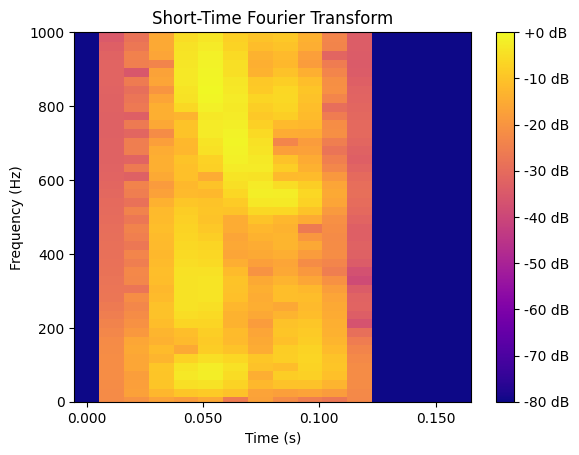 Short-Time Fourier Transform
1000
800
600
400
200
0
Frequency (Hz)
0.000
0.050
0.100
0.150
Time (s)
+0 dB
-10 dB
-20 dB
-30 dB
-40 dB
-50 dB
-60 dB
-70 dB
-80 dB